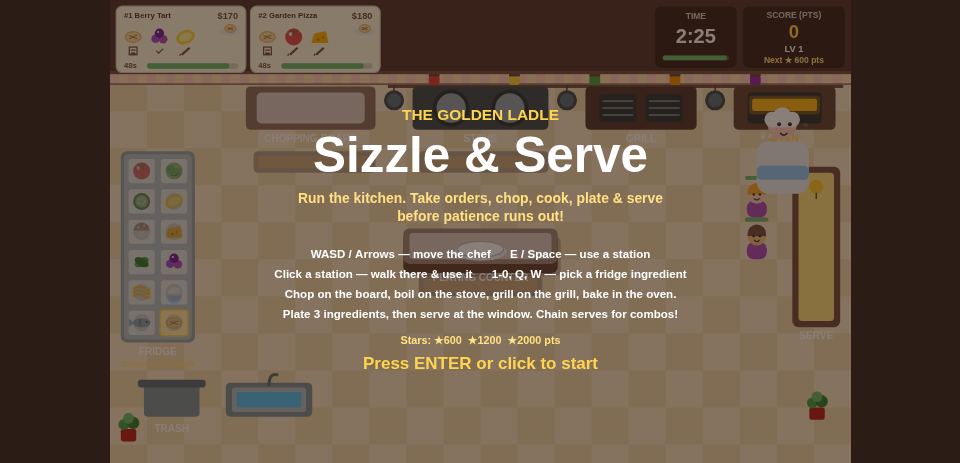 #1 Berry Tart $170
48s
#2 Garden Pizza $180
48s
TIME
2:25
SCORE (PTS)
0
LV 1
Next ★ 600 pts
THE GOLDEN LADLE
Sizzle & Serve
Run the kitchen. Take orders, chop, cook, plate & serve
before patience runs out!
WASD / Arrows — move the chef E / Space — use a station
Click a station — walk there & use it 1-0, Q, W — pick a fridge ingredient
Chop on the board, boil on the stove, grill on the grill, bake in the oven.
Plate 3 ingredients, then serve at the window. Chain serves for combos!
Stars: ★600 ★1200 ★2000 pts
Press ENTER or click to start
GRILL
FRIDGE
SERVE
TRASH